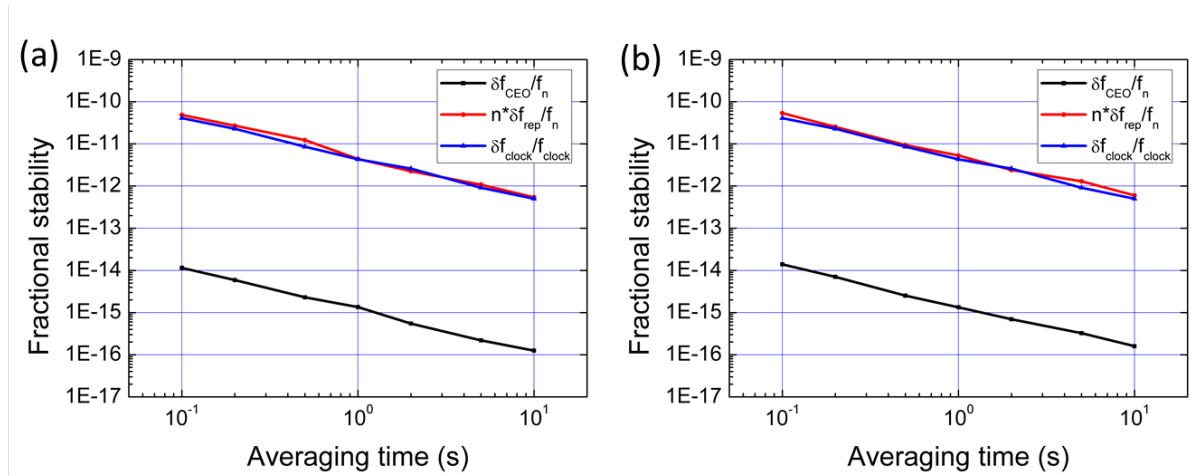 (a)
1E-9
1E-10
1E-11
1E-12
1E-13
1E-14
1E-15
1E-16
1E-17
Fractional stability
δf_CEO/f_n
n*δf_rep/f_n
δf_clock/f_clock
10^-1
10^0
10^1
Averaging time (s)
(b)
1E-9
1E-10
1E-11
1E-12
1E-13
1E-14
1E-15
1E-16
1E-17
Fractional stability
δf_CEO/f_n
n*δf_rep/f_n
δf_clock/f_clock
10^-1
10^0
10^1
Averaging time (s)